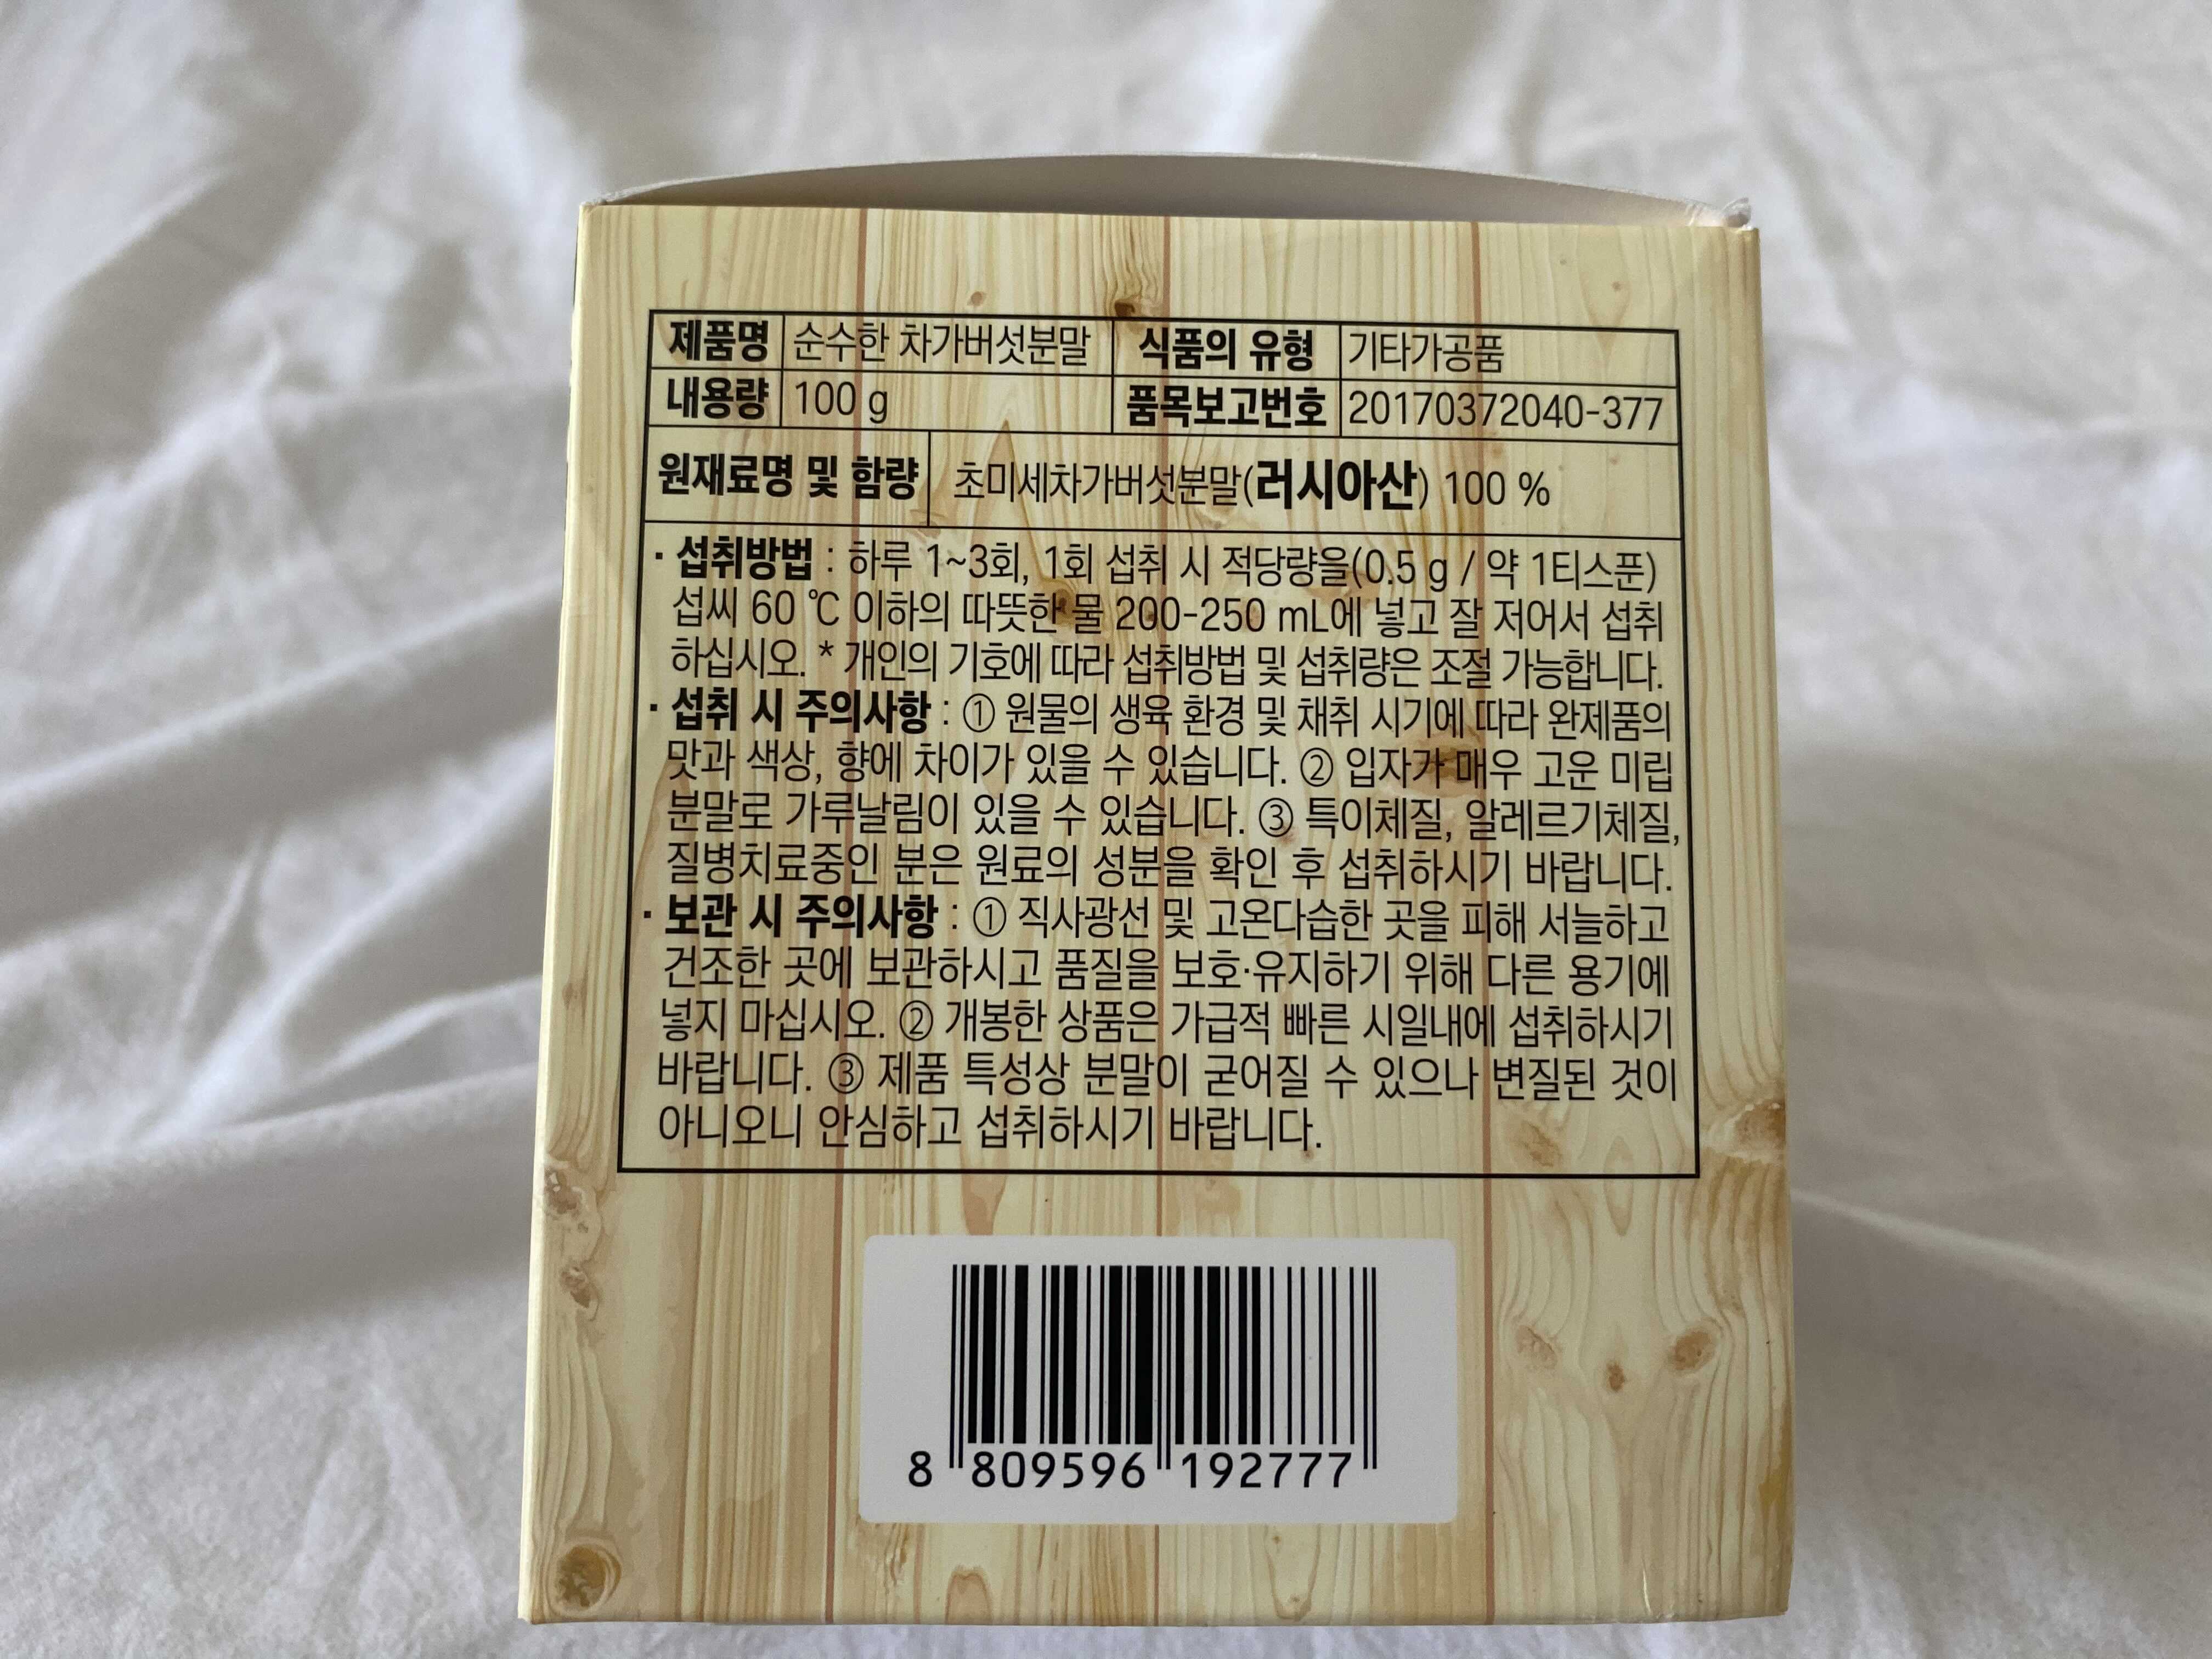 제품명 순수한 차가버섯분말 식품의 유형 기타가공품
내용량 100 g 품목보고번호 20170372040-377
원재료명 및 함량 초미세차가버섯분말(러시아산) 100 %
· 섭취방법 : 하루 1~3회, 1회 섭취 시 적당량을(0.5 g / 약 1티스푼)
섭씨 60 ℃ 이하의 따뜻한 물 200-250 mL에 넣고 잘 저어서 섭취
하십시오. * 개인의 기호에 따라 섭취방법 및 섭취량은 조절 가능합니다.
· 섭취 시 주의사항 : ① 원물의 생육 환경 및 채취 시기에 따라 완제품의
맛과 색상, 향에 차이가 있을 수 있습니다. ② 입자가 매우 고운 미립
분말로 가루날림이 있을 수 있습니다. ③ 특이체질, 알레르기체질,
질병치료중인 분은 원료의 성분을 확인 후 섭취하시기 바랍니다.
· 보관 시 주의사항 : ① 직사광선 및 고온다습한 곳을 피해 서늘하고
건조한 곳에 보관하시고 품질을 보호·유지하기 위해 다른 용기에
넣지 마십시오. ② 개봉한 상품은 가급적 빠른 시일내에 섭취하시기
바랍니다. ③ 제품 특성상 분말이 굳어질 수 있으나 변질된 것이
아니오니 안심하고 섭취하시기 바랍니다.
8 809596 192777